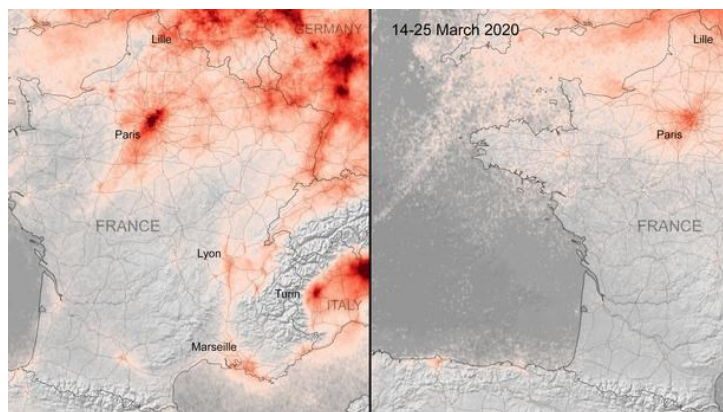 Lille
GERMANY
Paris
FRANCE
Lyon
Turin
ITALY
Marseille
14-25 March 2020
Lille
Paris
FRANCE